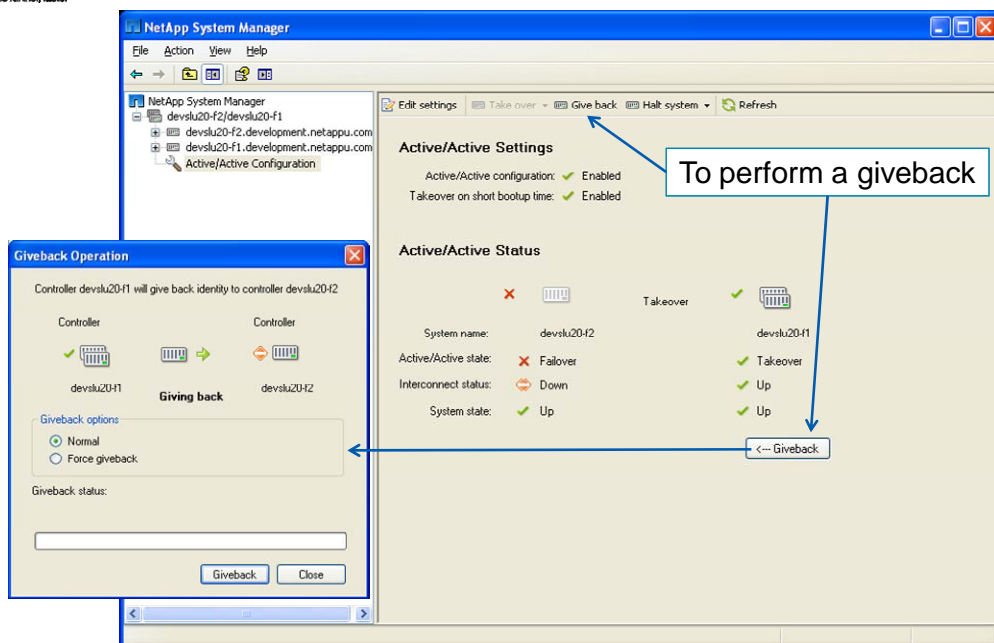 NetApp System Manager
File Action View Help
NetApp System Manager
devslu20-f2/devslu20-f1
devslu20-f2.development.netappu.com
devslu20-f1.development.netappu.com
Active/Active Configuration
Edit settings Take over Give back Halt system Refresh
Active/Active Settings
Active/Active configuration: Enabled
Takeover on short bootup time: Enabled
To perform a giveback
Active/Active Status
Takeover
System name: devslu20-f2 devslu20-f1
Active/Active state: Failover Takeover
Interconnect status: Down Up
System state: Up Up
<--- Giveback
Giveback Operation
Controller devslu20-f1 will give back identity to controller devslu20-f2
Controller Controller
devslu20-f1 Giving back devslu20-f2
Giveback options
Normal
Force giveback
Giveback status:
Giveback Close